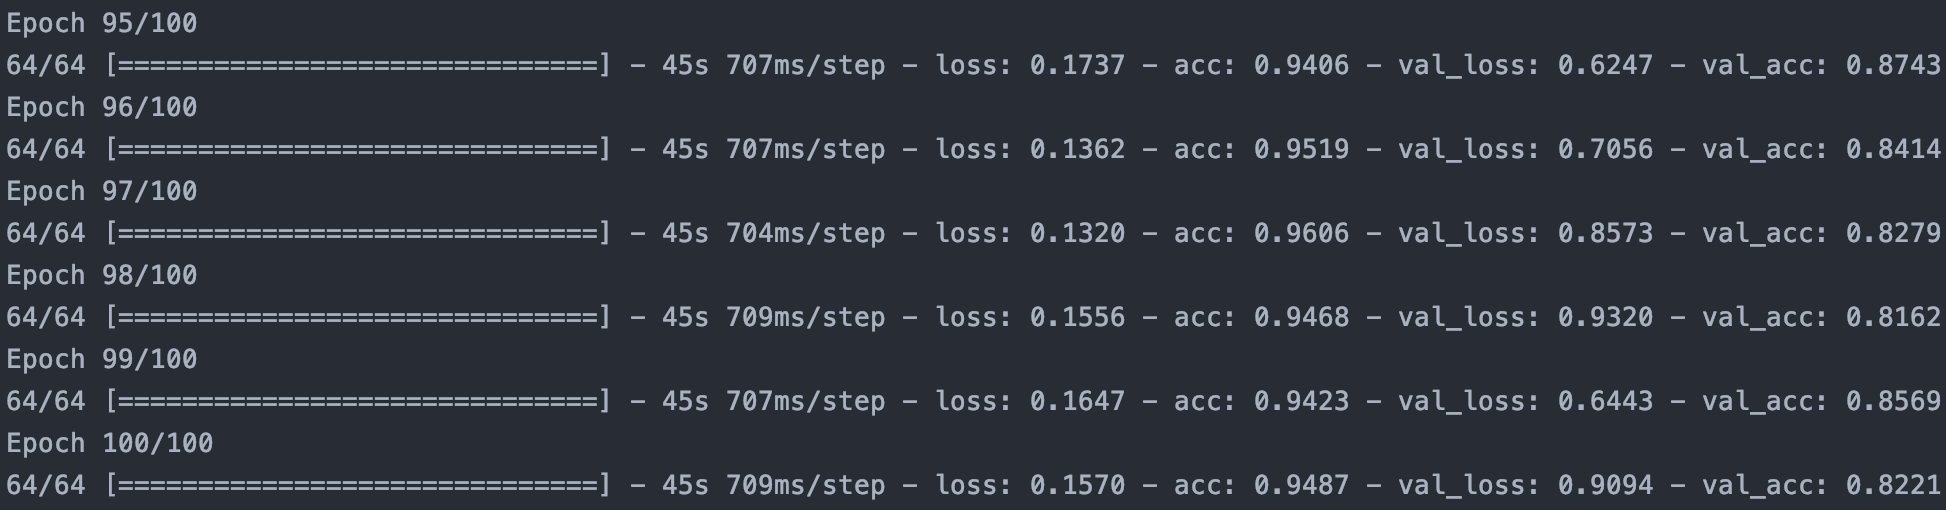 Epoch 95/100
64/64 [==============================] - 45s 707ms/step - loss: 0.1737 - acc: 0.9406 - val_loss: 0.6247 - val_acc: 0.8743
Epoch 96/100
64/64 [==============================] - 45s 707ms/step - loss: 0.1362 - acc: 0.9519 - val_loss: 0.7056 - val_acc: 0.8414
Epoch 97/100
64/64 [==============================] - 45s 704ms/step - loss: 0.1320 - acc: 0.9606 - val_loss: 0.8573 - val_acc: 0.8279
Epoch 98/100
64/64 [==============================] - 45s 709ms/step - loss: 0.1556 - acc: 0.9468 - val_loss: 0.9320 - val_acc: 0.8162
Epoch 99/100
64/64 [==============================] - 45s 707ms/step - loss: 0.1647 - acc: 0.9423 - val_loss: 0.6443 - val_acc: 0.8569
Epoch 100/100
64/64 [==============================] - 45s 709ms/step - loss: 0.1570 - acc: 0.9487 - val_loss: 0.9094 - val_acc: 0.8221